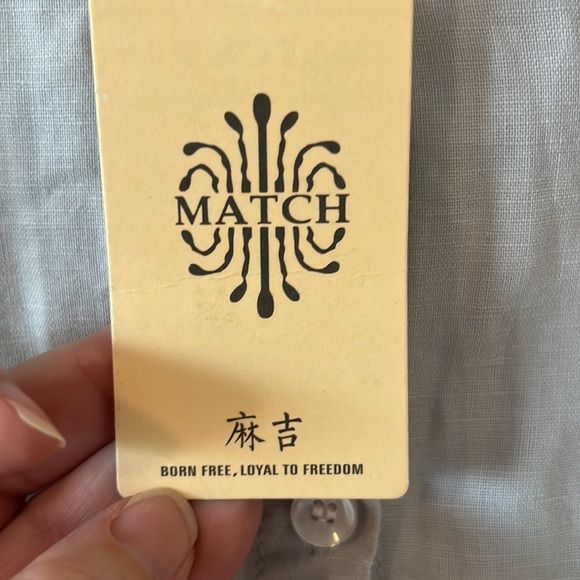 MATCH
麻吉
BORN FREE, LOYAL TO FREEDOM